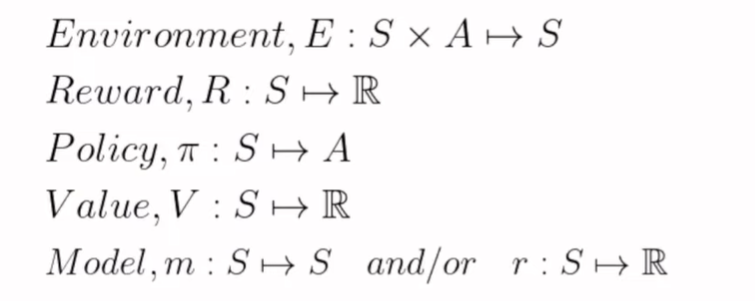 Environment, E : S × A ↦ S
Reward, R : S ↦ ℝ
Policy, π : S ↦ A
Value, V : S ↦ ℝ
Model, m : S ↦ S and/or r : S ↦ ℝ